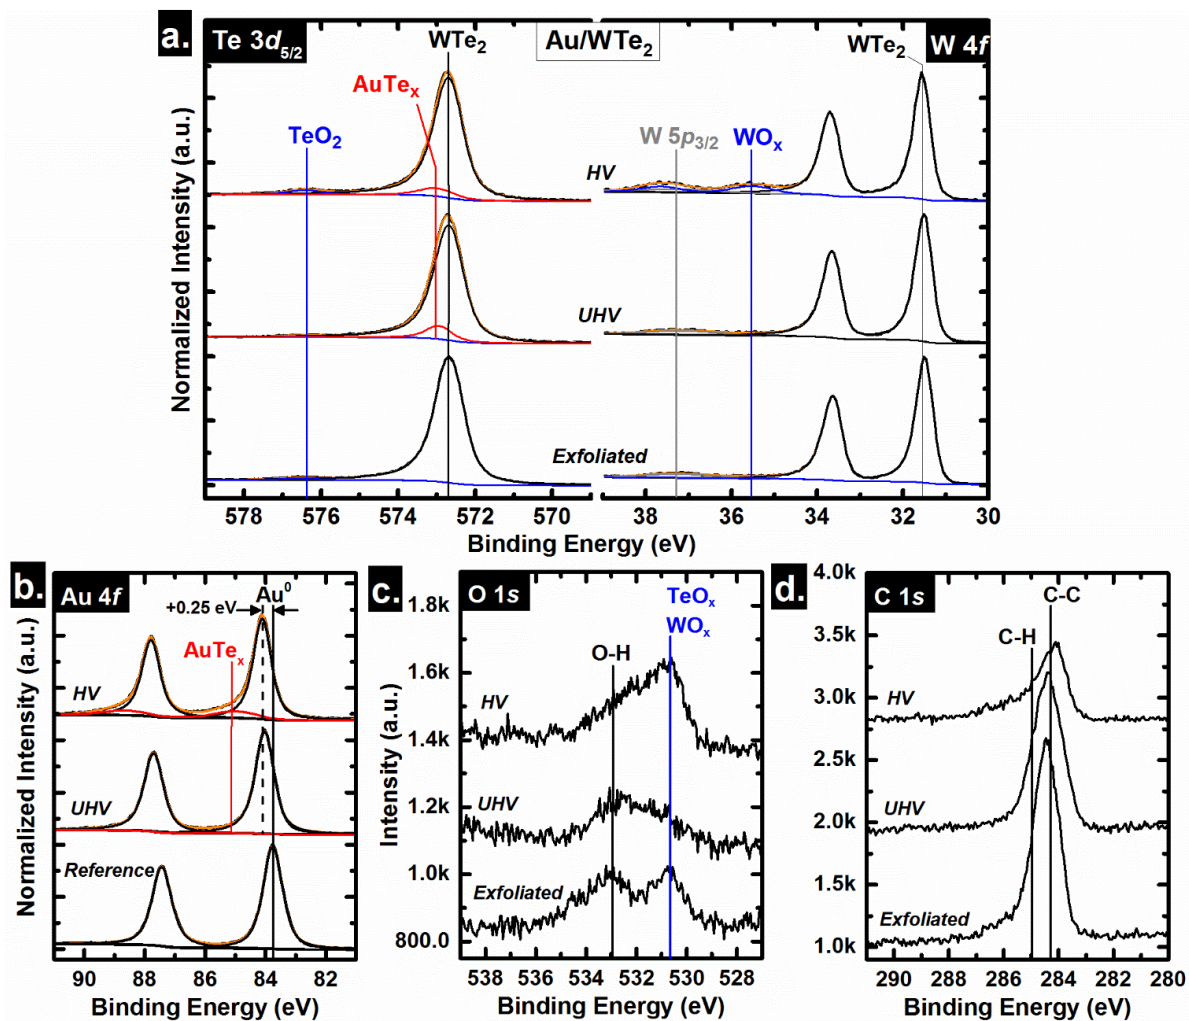 a.
Te 3d5/2
WTe2
Au/WTe2
WTe2
W 4f
AuTex
TeO2
W 5p3/2
WOx
HV
HV
UHV
Exfoliated
Normalized Intensity (a.u.)
578 576 574 572 570 38 36 34 32 30
Binding Energy (eV)
b.
Au 4f
Au0
+0.25 eV
AuTex
HV
UHV
Reference
Normalized Intensity (a.u.)
90 88 86 84 82
Binding Energy (eV)
c.
O 1s
TeOx
WOx
O-H
HV
UHV
Exfoliated
Intensity (a.u.)
1.8k
1.6k
1.4k
1.2k
1.0k
800.0
538 536 534 532 530 528
Binding Energy (eV)
d.
C 1s
C-C
C-H
HV
UHV
Exfoliated
4.0k
3.5k
3.0k
2.5k
2.0k
1.5k
1.0k
290 288 286 284 282 280
Binding Energy (eV)